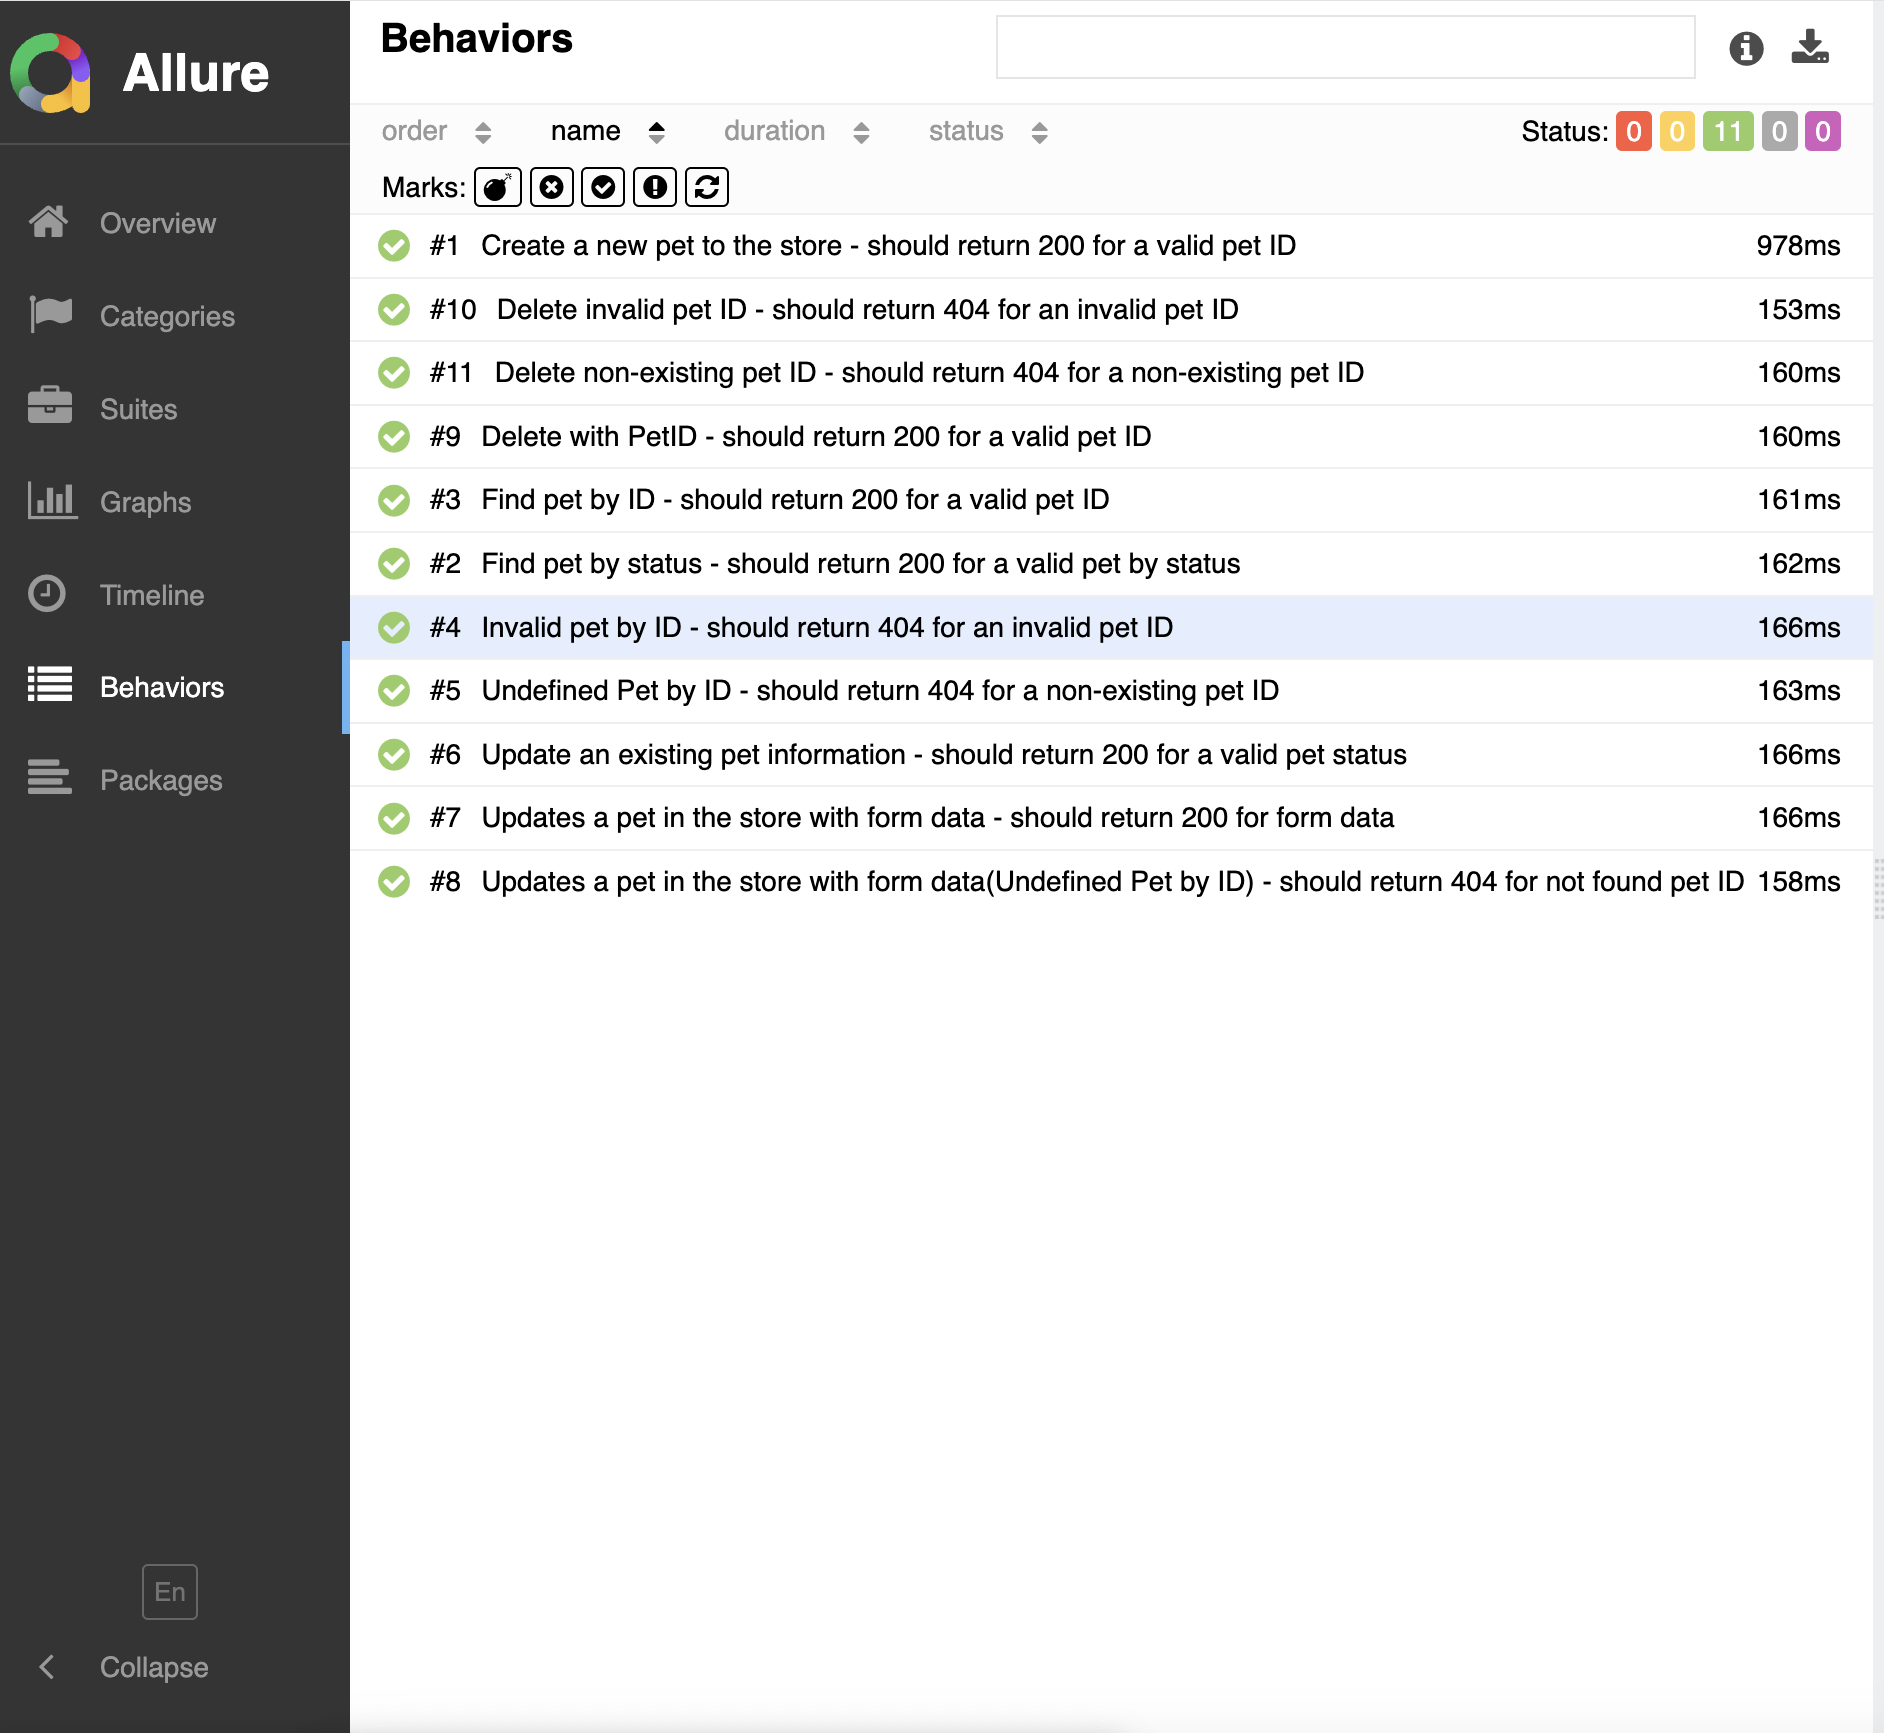 Allure
Overview
Categories
Suites
Graphs
Timeline
Behaviors
Packages
En
Collapse
Behaviors
order name duration status Status: 0 0 11 0 0
Marks:
#1 Create a new pet to the store - should return 200 for a valid pet ID 978ms
#10 Delete invalid pet ID - should return 404 for an invalid pet ID 153ms
#11 Delete non-existing pet ID - should return 404 for a non-existing pet ID 160ms
#9 Delete with PetID - should return 200 for a valid pet ID 160ms
#3 Find pet by ID - should return 200 for a valid pet ID 161ms
#2 Find pet by status - should return 200 for a valid pet by status 162ms
#4 Invalid pet by ID - should return 404 for an invalid pet ID 166ms
#5 Undefined Pet by ID - should return 404 for a non-existing pet ID 163ms
#6 Update an existing pet information - should return 200 for a valid pet status 166ms
#7 Updates a pet in the store with form data - should return 200 for form data 166ms
#8 Updates a pet in the store with form data(Undefined Pet by ID) - should return 404 for not found pet ID 158ms